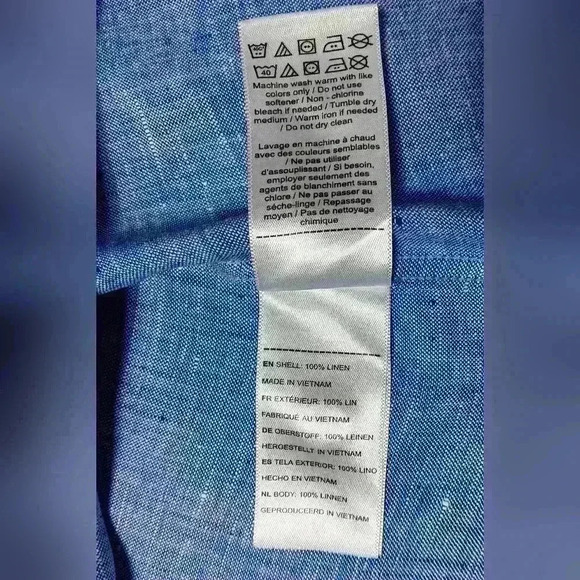 40
40
Machine wash warm with like
colors only / Do not use
softener / Non - chlorine
bleach if needed / Tumble dry
medium / Warm iron if needed
/ Do not dry clean
Lavage en machine à chaud
avec des couleurs semblables
/ Ne pas utiliser
d'assouplissant / Si besoin,
employer seulement des
agents de blanchiment sans
chlore / Ne pas passer au
sèche-linge / Repassage
moyen / Pas de nettoyage
chimique
EN SHELL: 100% LINEN
MADE IN VIETNAM
FR EXTÉRIEUR: 100% LIN
FABRIQUÉ AU VIETNAM
DE OBERSTOFF: 100% LEINEN
HERGESTELLT IN VIETNAM
ES TELA EXTERIOR: 100% LINO
HECHO EN VIETNAM
NL BODY: 100% LINNEN
GEPRODUCEERD IN VIETNAM